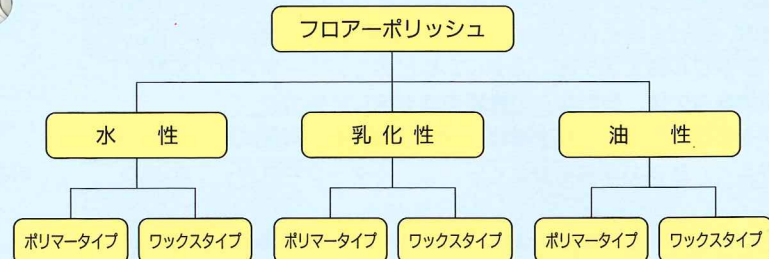 フロアーポリッシュ
水　性
乳 化 性
油　性
ポリマータイプ
ワックスタイプ
ポリマータイプ
ワックスタイプ
ポリマータイプ
ワックスタイプ